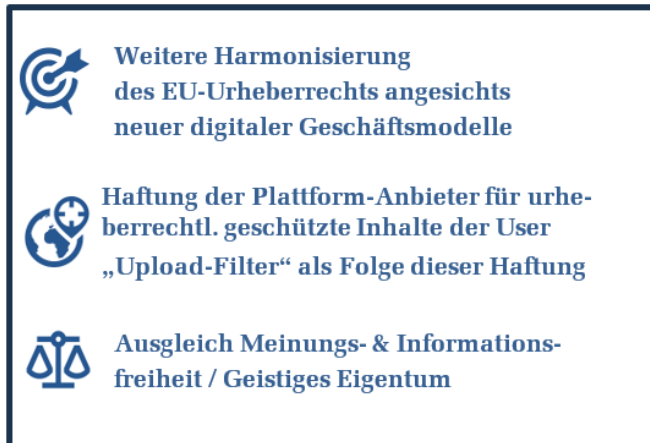 Weitere Harmonisierung
des EU-Urheberrechts angesichts
neuer digitaler Geschäftsmodelle
Haftung der Plattform-Anbieter für urhe-
berrechtl. geschützte Inhalte der User
„Upload-Filter“ als Folge dieser Haftung
Ausgleich Meinungs- & Informations-
freiheit / Geistiges Eigentum